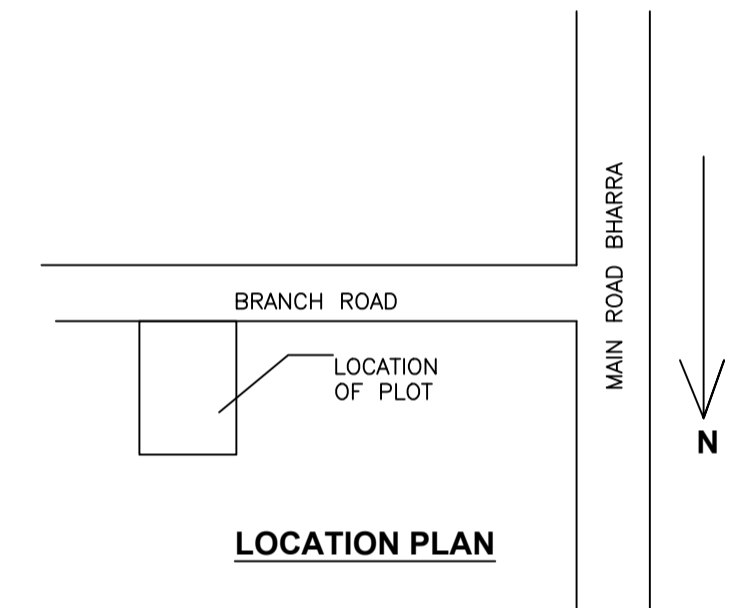 BRANCH ROAD
MAIN ROAD BHARRA
LOCATION
OF PLOT
N
LOCATION PLAN